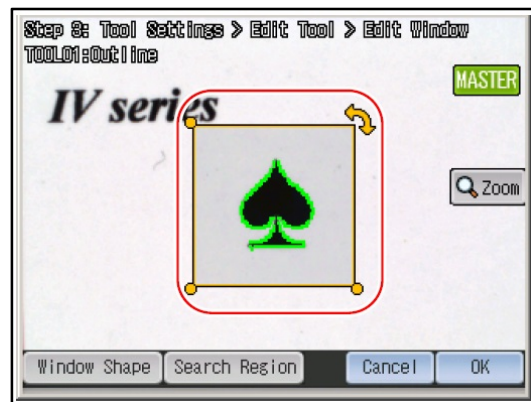 Step 3: Tool Settings > Edit Tool > Edit Window
TOOL01:Outline
MASTER
IV series
Zoom
Window Shape
Search Region
Cancel
OK